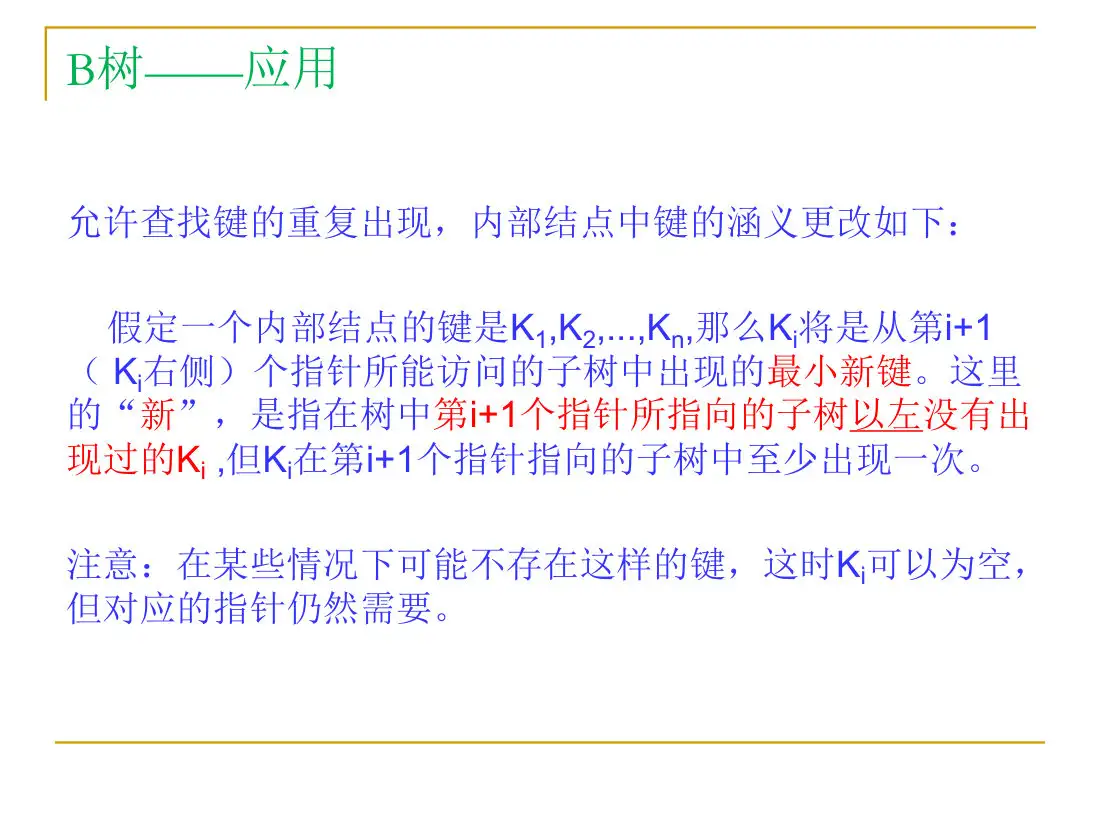 B树——应用
允许查找键的重复出现，内部结点中键的涵义更改如下：
假定一个内部结点的键是K1,K2,...,Kn,那么Ki将是从第i+1
（ Ki右侧）个指针所能访问的子树中出现的最小新键。这里
的“新”，是指在树中第i+1个指针所指向的子树以左没有出
现过的Ki ,但Ki在第i+1个指针指向的子树中至少出现一次。
注意：在某些情况下可能不存在这样的键，这时Ki可以为空，
但对应的指针仍然需要。